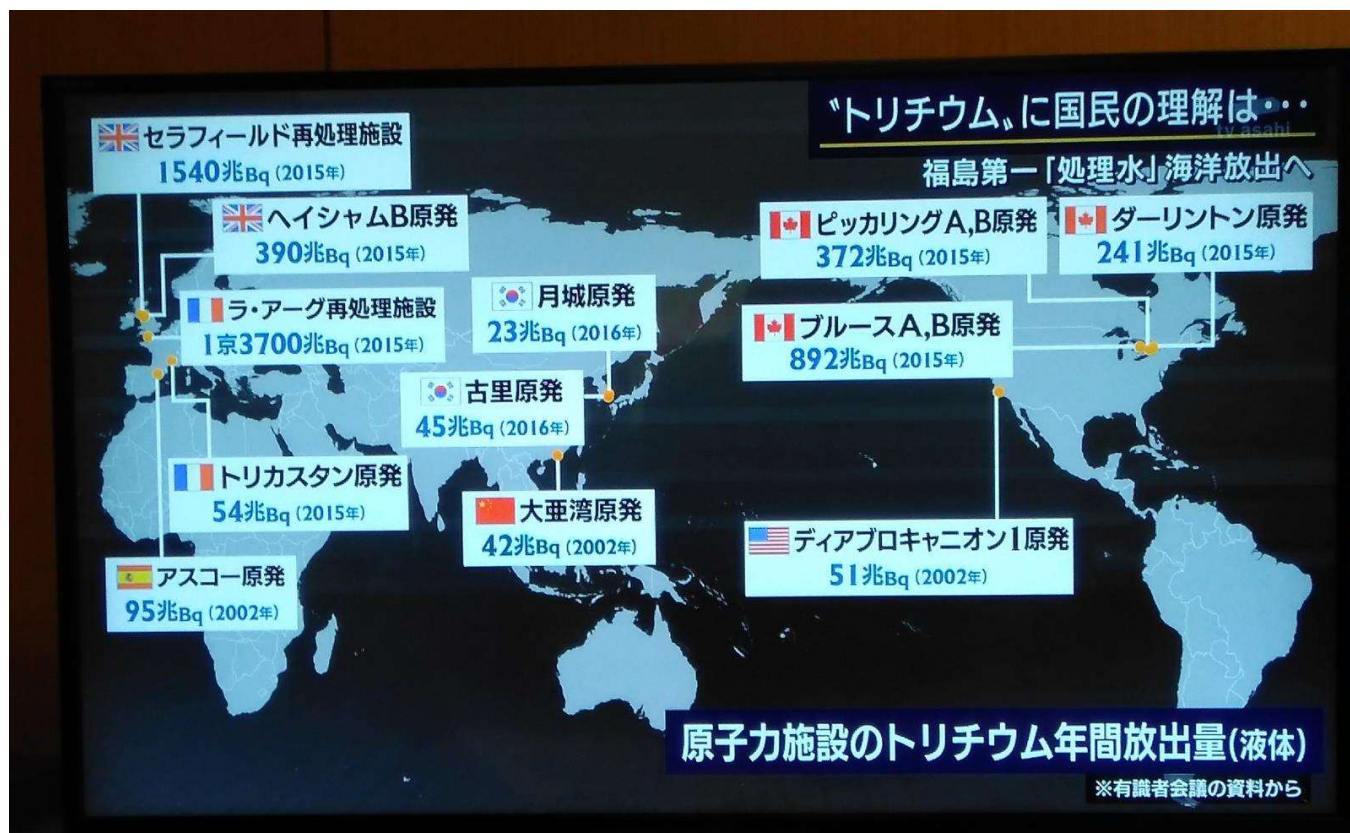 〝トリチウム〟に国民の理解は・・・
tv asahi
福島第一「処理水」海洋放出へ
セラフィールド再処理施設
1540兆Bq(2015年)
ヘイシャムB原発
390兆Bq(2015年)
ラ・アーグ再処理施設
1京3700兆Bq(2015年)
月城原発
23兆Bq(2016年)
古里原発
45兆Bq(2016年)
トリカスタン原発
54兆Bq(2015年)
大亜湾原発
42兆Bq(2002年)
アスコー原発
95兆Bq(2002年)
ピッカリングA,B原発
372兆Bq(2015年)
ダーリントン原発
241兆Bq(2015年)
ブルースA,B原発
892兆Bq(2015年)
ディアブロキャニオン1原発
51兆Bq(2002年)
原子力施設のトリチウム年間放出量(液体)
※有識者会議の資料から